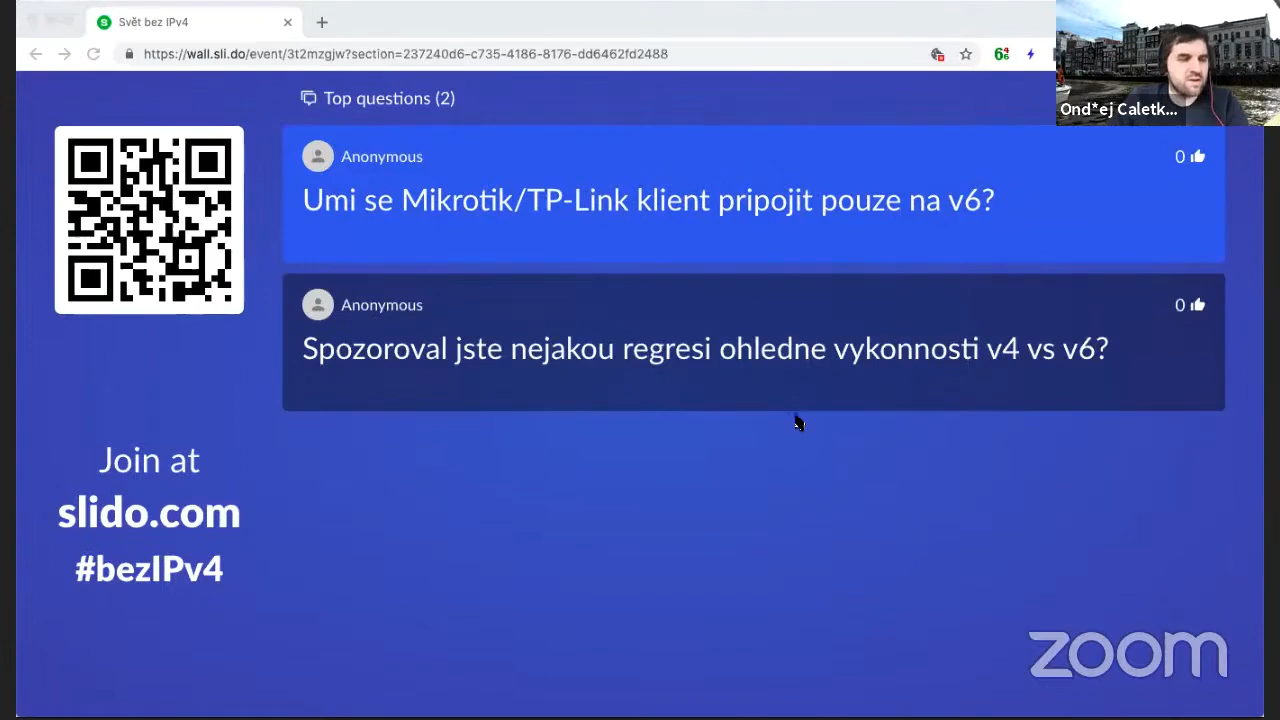 Svět bez IPv4
https://wall.sli.do/event/3t2mzgjw?section=237240d6-c735-4186-8176-dd6462fd2488
Ond*ej Caletk...
Top questions (2)
Anonymous
0
Umi se Mikrotik/TP-Link klient pripojit pouze na v6?
Anonymous
0
Spozoroval jste nejakou regresi ohledne vykonnosti v4 vs v6?
Join at
slido.com
#bezIPv4
zoom